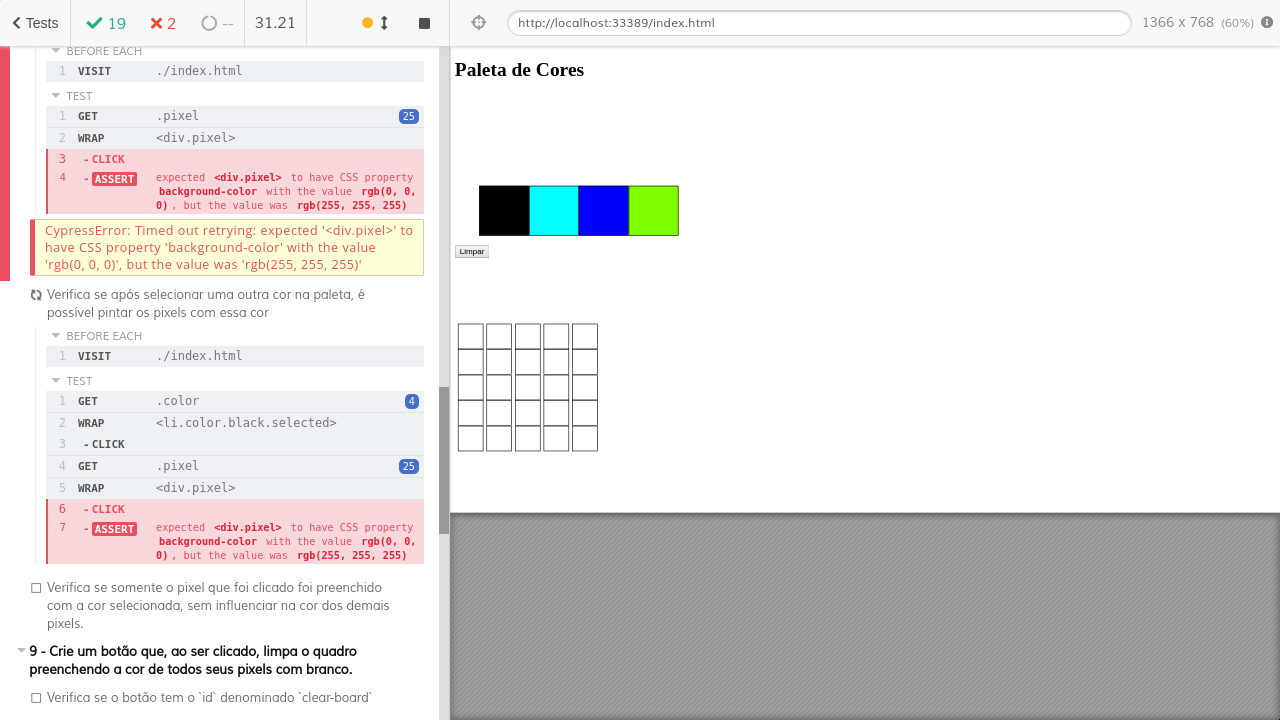 Tests 19 2 -- 31.21 http://localhost:33389/index.html 1366 x 768 (60%)
BEFORE EACH
1 VISIT ./index.html
TEST
1 GET .pixel 25
2 WRAP <div.pixel>
3 - CLICK
4 - ASSERT expected <div.pixel> to have CSS property
background-color with the value rgb(0, 0,
0), but the value was rgb(255, 255, 255)
CypressError: Timed out retrying: expected '<div.pixel>' to
have CSS property 'background-color' with the value
'rgb(0, 0, 0)', but the value was 'rgb(255, 255, 255)'
Verifica se após selecionar uma outra cor na paleta, é
possível pintar os pixels com essa cor
BEFORE EACH
1 VISIT ./index.html
TEST
1 GET .color 4
2 WRAP <li.color.black.selected>
3 - CLICK
4 GET .pixel 25
5 WRAP <div.pixel>
6 - CLICK
7 - ASSERT expected <div.pixel> to have CSS property
background-color with the value rgb(0, 0,
0), but the value was rgb(255, 255, 255)
Verifica se somente o pixel que foi clicado foi preenchido
com a cor selecionada, sem influenciar na cor dos demais
pixels.
9 - Crie um botão que, ao ser clicado, limpa o quadro
preenchendo a cor de todos seus pixels com branco.
Verifica se o botão tem o `id` denominado `clear-board`
Paleta de Cores
Limpar